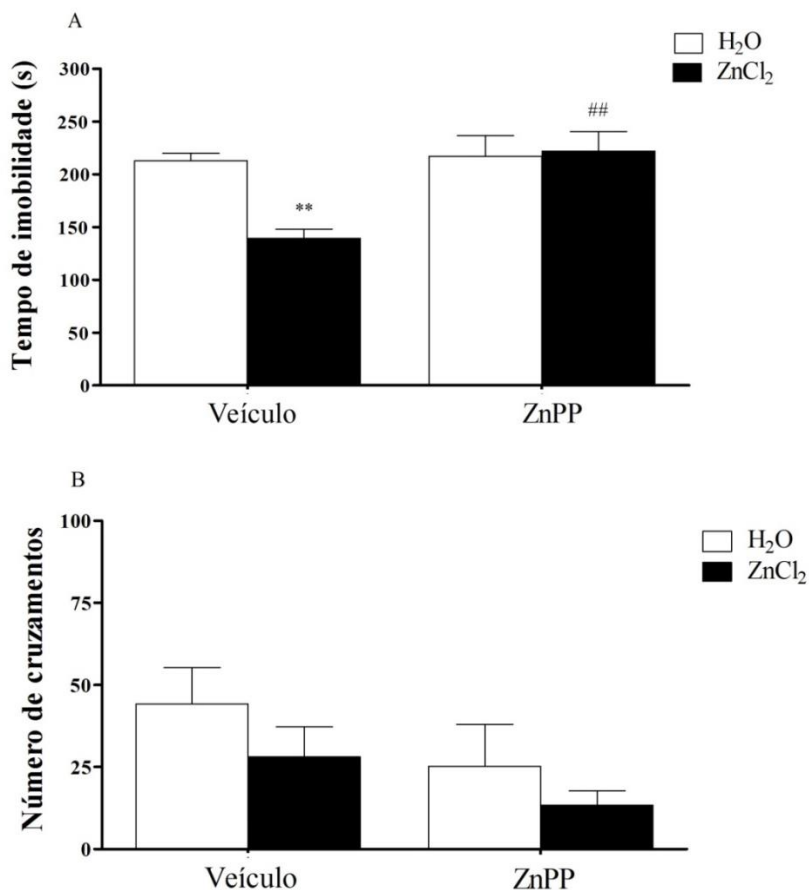 A
H₂O
ZnCl₂
Tempo de imobilidade (s)
300
250
200
150
100
50
0
**
##
Veículo
ZnPP
B
H₂O
ZnCl₂
Número de cruzamentos
100
75
50
25
0
Veículo
ZnPP